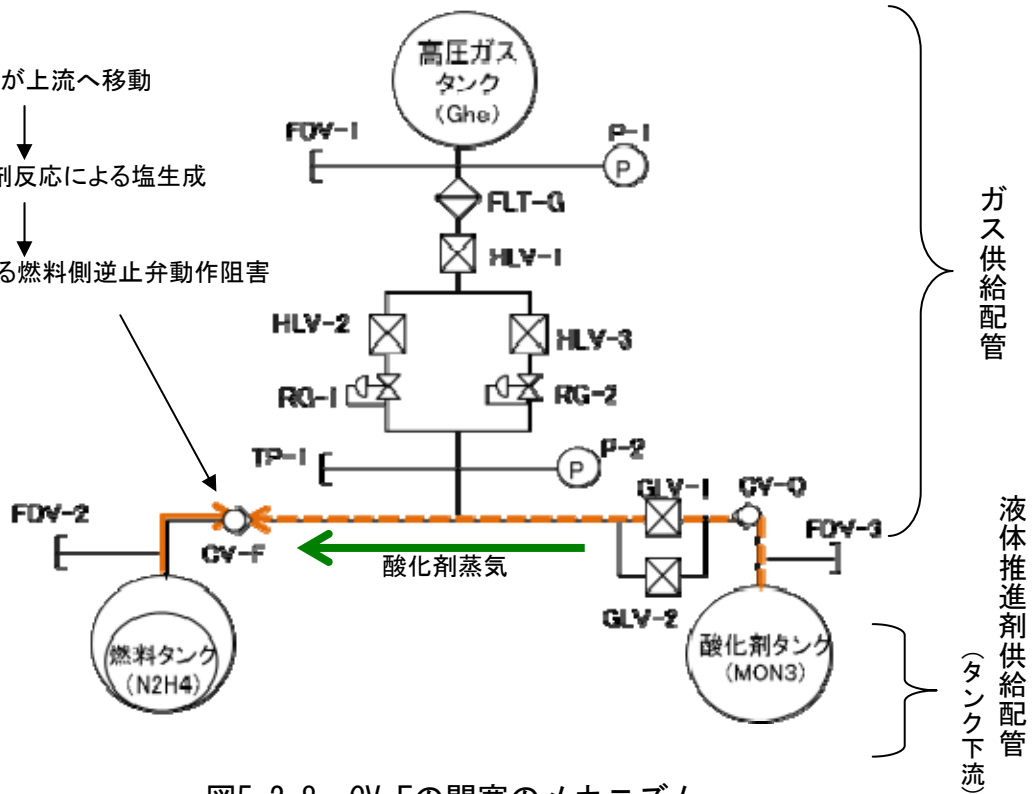 高圧ガス
タンク
(Ghe)
が上流へ移動
剤反応による塩生成
る燃料側逆止弁動作阻害
FDV-1
P-1
P
FLT-G
HLV-1
HLV-2
HLV-3
RG-1
RG-2
TP-1
P-2
P
FDV-2
CV-F
GLV-1
CV-O
FDV-3
酸化剤蒸気
GLV-2
燃料タンク
(N2H4)
酸化剤タンク
(MON3)
ガス供給配管
液体推進剤供給配管
(タンク下流)